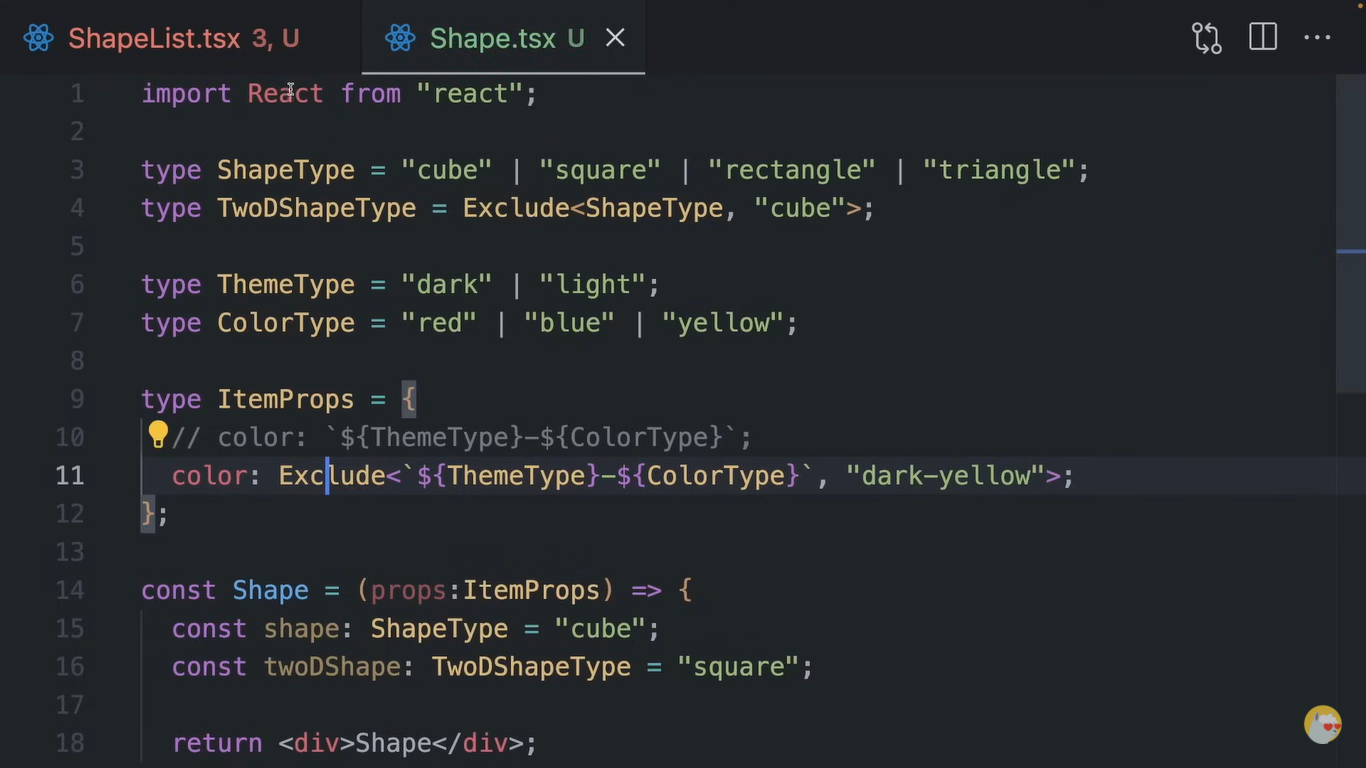 ShapeList.tsx 3, U
Shape.tsx U
1 import React from "react";
2
3 type ShapeType = "cube" | "square" | "rectangle" | "triangle";
4 type TwoDShapeType = Exclude<ShapeType, "cube">;
5
6 type ThemeType = "dark" | "light";
7 type ColorType = "red" | "blue" | "yellow";
8
9 type ItemProps = {
10 // color: `${ThemeType}-${ColorType}`;
11 color: Exclude<`${ThemeType}-${ColorType}`, "dark-yellow">;
12 };
13
14 const Shape = (props:ItemProps) => {
15 const shape: ShapeType = "cube";
16 const twoDShape: TwoDShapeType = "square";
17
18 return <div>Shape</div>;